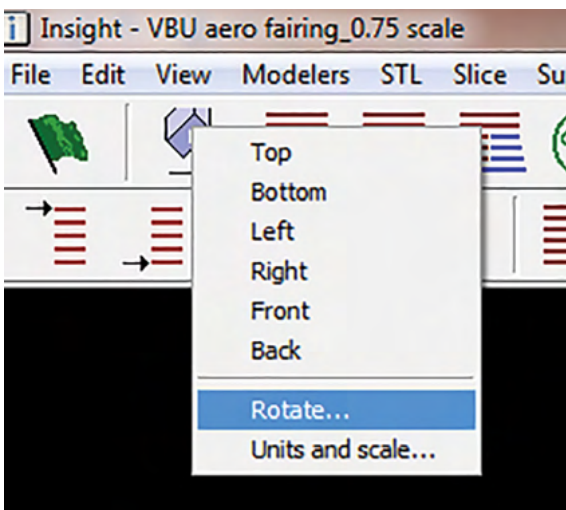 Insight - VBU aero fairing_0.75 scale
File Edit View Modelers STL Slice Su
Top
Bottom
Left
Right
Front
Back
Rotate...
Units and scale...